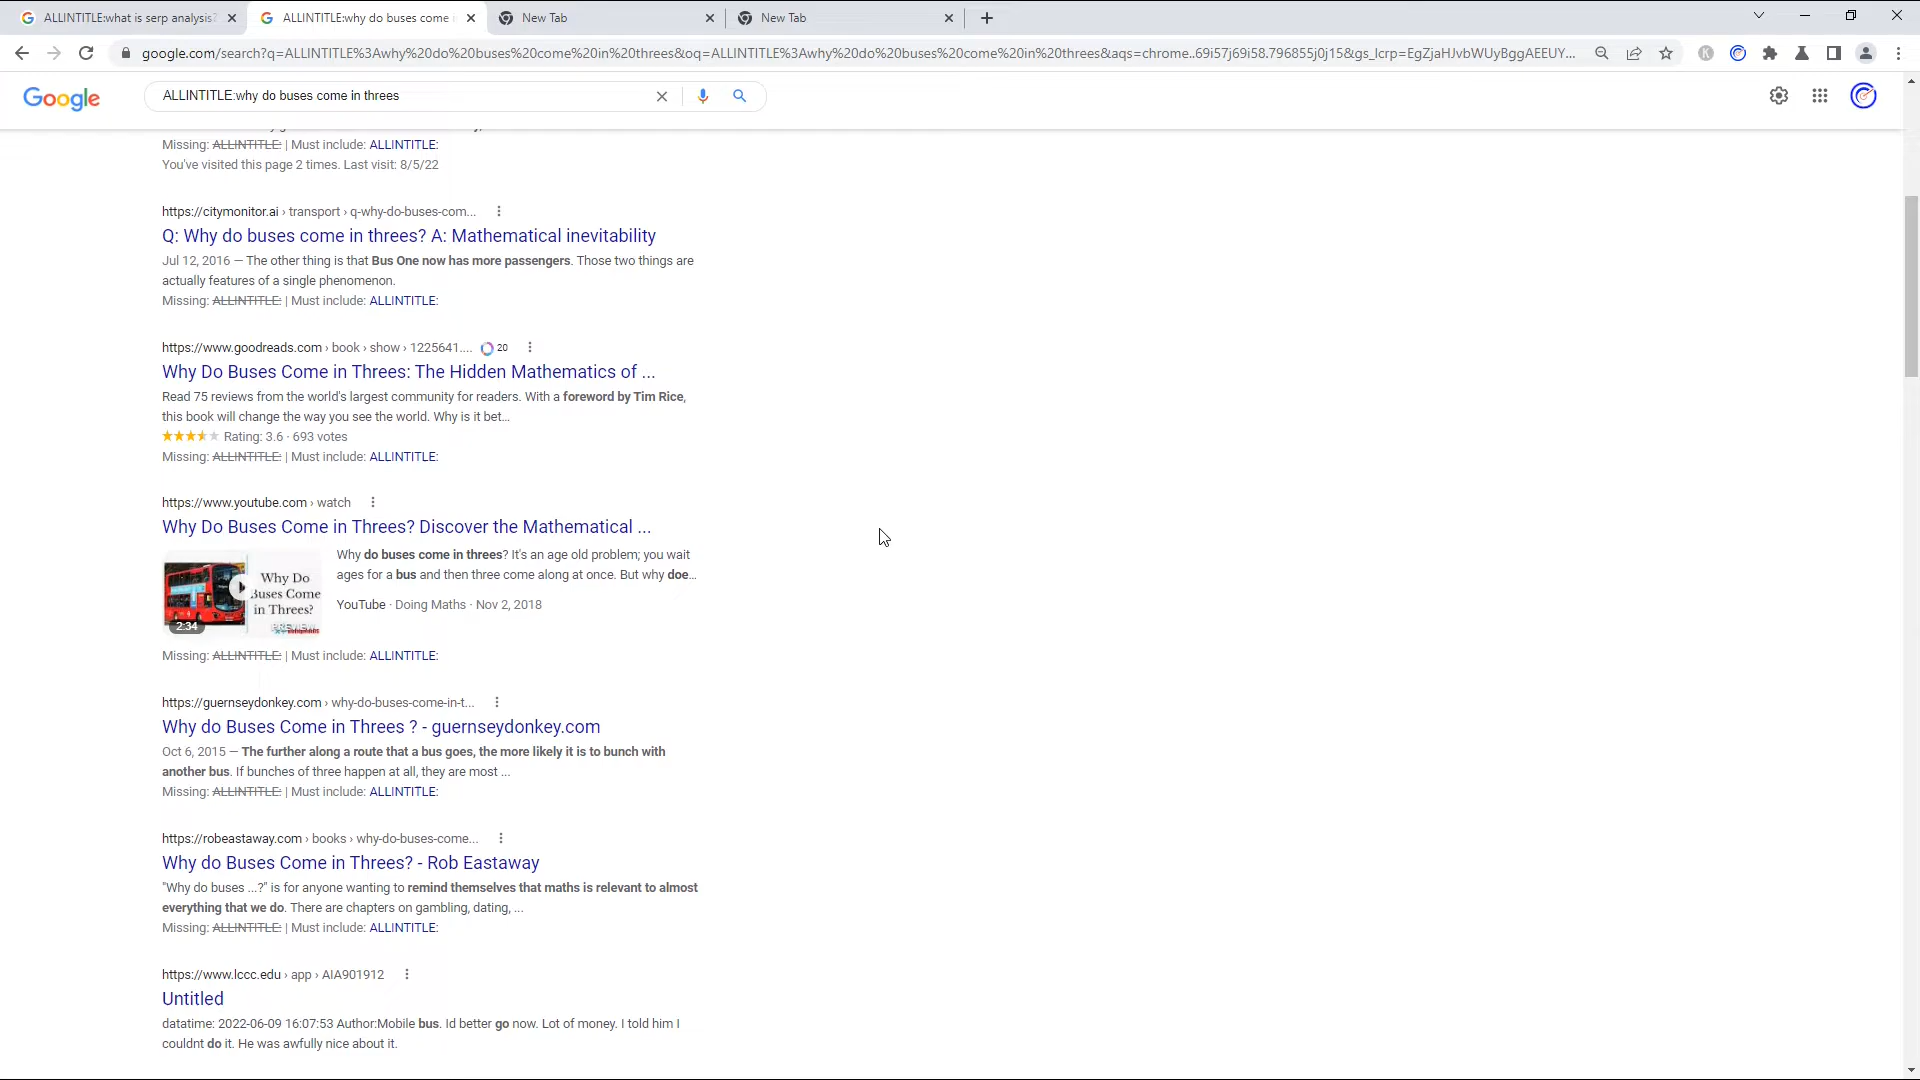 ALLINTITLE:what is serp analysis?
ALLINTITLE:why do buses come i
New Tab
New Tab
google.com/search?q=ALLINTITLE%3Awhy%20do%20buses%20come%20in%20threes&oq=ALLINTITLE%3Awhy%20do%20buses%20come%20in%20threes&aqs=chrome..69i57j69i58.796855j0j15&gs_lcrp=EgZjaHJvbWUyBggAEEUY...
Google
ALLINTITLE:why do buses come in threes
Missing: ALLINTITLE: | Must include: ALLINTITLE:
You've visited this page 2 times. Last visit: 8/5/22
https://citymonitor.ai › transport › q-why-do-buses-com...
Q: Why do buses come in threes? A: Mathematical inevitability
Jul 12, 2016 — The other thing is that Bus One now has more passengers. Those two things are
actually features of a single phenomenon.
Missing: ALLINTITLE: | Must include: ALLINTITLE:
https://www.goodreads.com › book › show › 1225641.... 20
Why Do Buses Come in Threes: The Hidden Mathematics of ...
Read 75 reviews from the world's largest community for readers. With a foreword by Tim Rice,
this book will change the way you see the world. Why is it bet...
Rating: 3.6 · 693 votes
Missing: ALLINTITLE: | Must include: ALLINTITLE:
https://www.youtube.com › watch
Why Do Buses Come in Threes? Discover the Mathematical ...
Why Do
Buses Come
in Threes?
2:34
PREVIEW
Why do buses come in threes? It's an age old problem; you wait
ages for a bus and then three come along at once. But why doe...
YouTube · Doing Maths · Nov 2, 2018
Missing: ALLINTITLE: | Must include: ALLINTITLE:
https://guernseydonkey.com › why-do-buses-come-in-t...
Why do Buses Come in Threes ? - guernseydonkey.com
Oct 6, 2015 — The further along a route that a bus goes, the more likely it is to bunch with
another bus. If bunches of three happen at all, they are most ...
Missing: ALLINTITLE: | Must include: ALLINTITLE:
https://robeastaway.com › books › why-do-buses-come...
Why do Buses Come in Threes? - Rob Eastaway
"Why do buses ...?" is for anyone wanting to remind themselves that maths is relevant to almost
everything that we do. There are chapters on gambling, dating, ...
Missing: ALLINTITLE: | Must include: ALLINTITLE:
https://www.lccc.edu › app › AIA901912
Untitled
datatime: 2022-06-09 16:07:53 Author:Mobile bus. Id better go now. Lot of money. I told him I
couldnt do it. He was awfully nice about it.